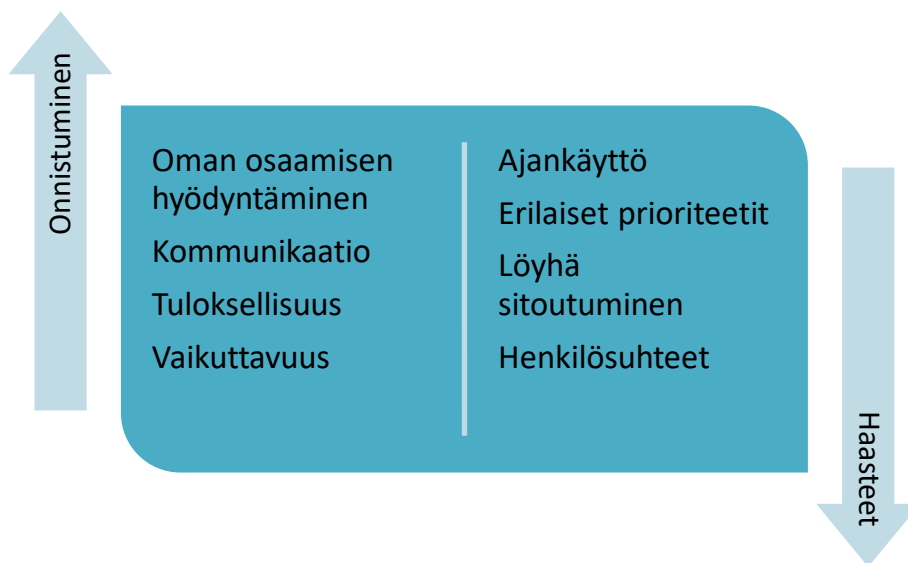 Onnistuminen
Oman osaamisen
hyödyntäminen
Kommunikaatio
Tuloksellisuus
Vaikuttavuus
Ajankäyttö
Erilaiset prioriteetit
Löyhä
sitoutuminen
Henkilösuhteet
Haasteet